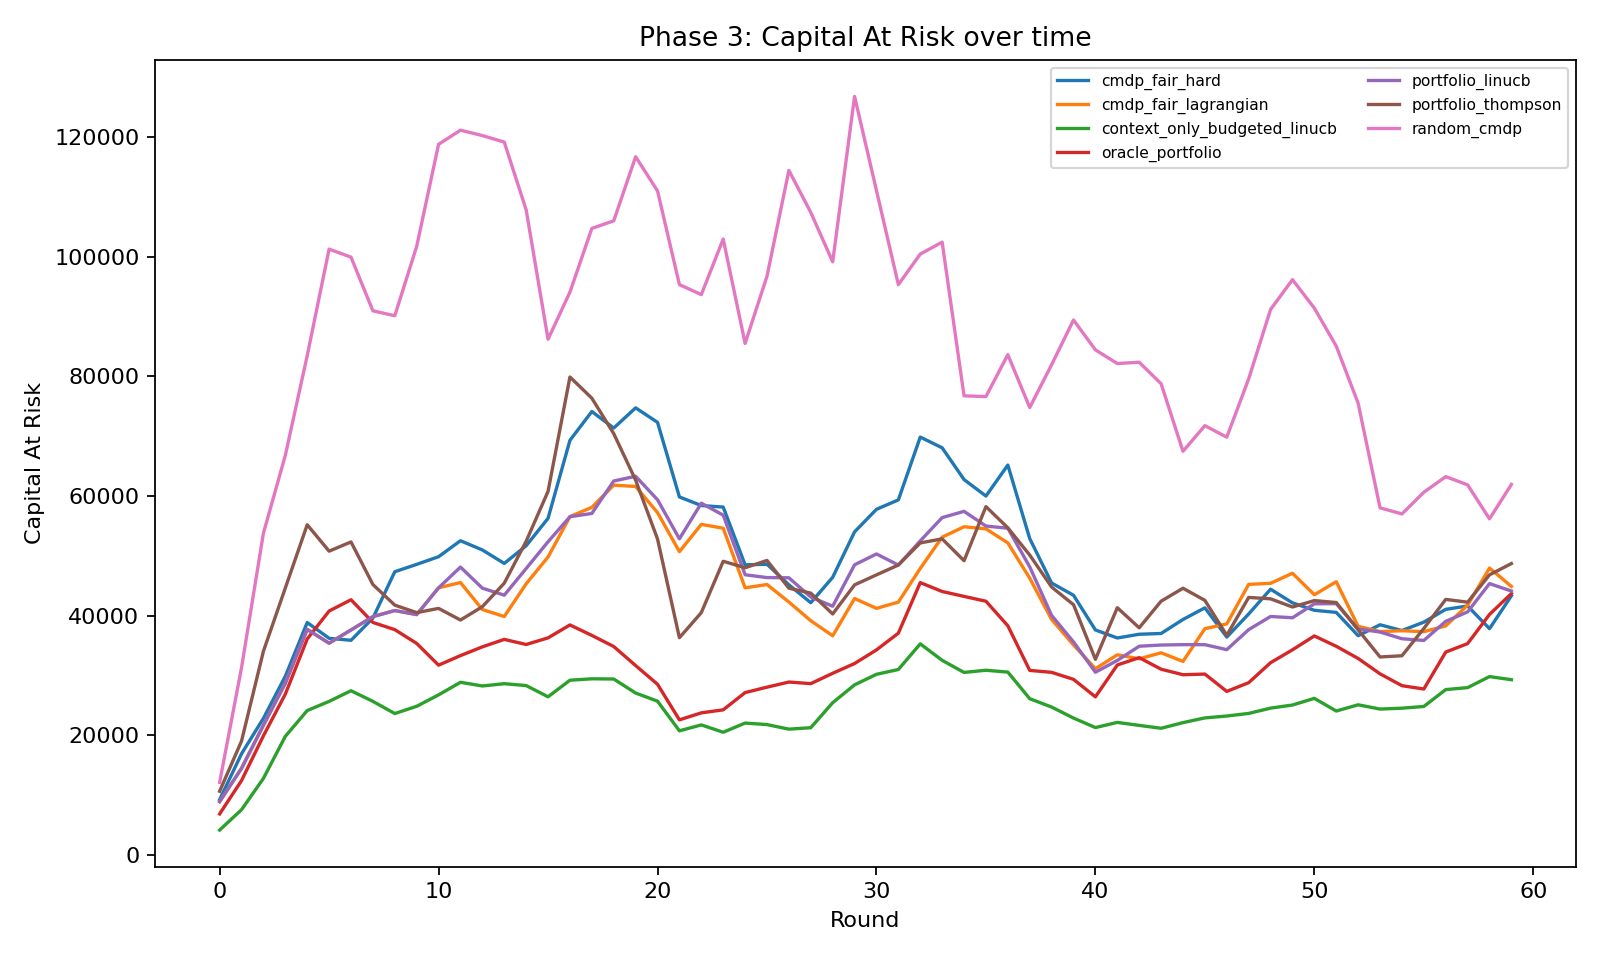 Phase 3: Capital At Risk over time
cmdp_fair_hard
cmdp_fair_lagrangian
context_only_budgeted_linucb
oracle_portfolio
portfolio_linucb
portfolio_thompson
random_cmdp
Capital At Risk
120000
100000
80000
60000
40000
20000
0
0 10 20 30 40 50 60
Round